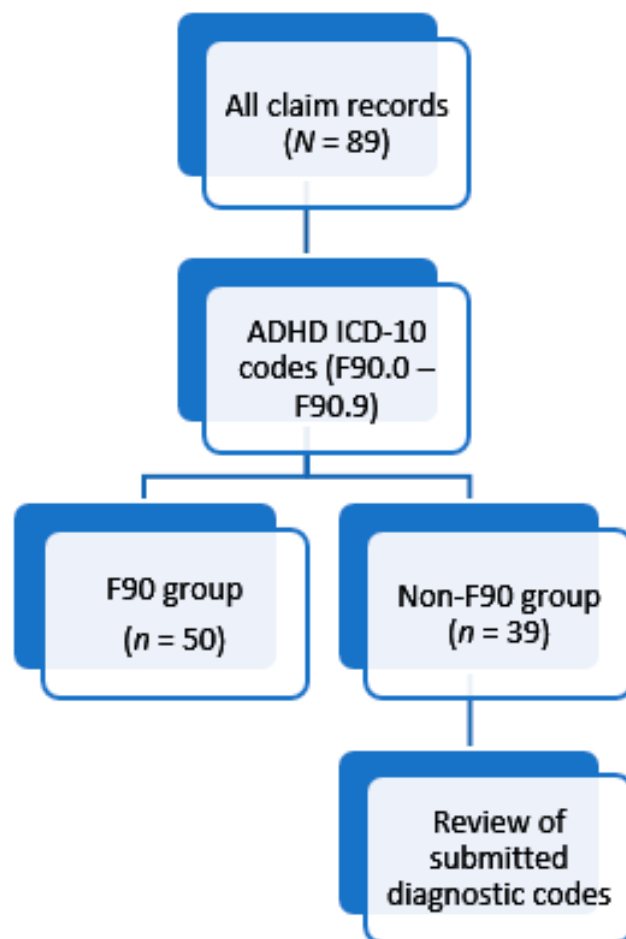 All claim records
(N = 89)
ADHD ICD-10
codes (F90.0 –
F90.9)
F90 group
(n = 50)
Non-F90 group
(n = 39)
Review of
submitted
diagnostic codes